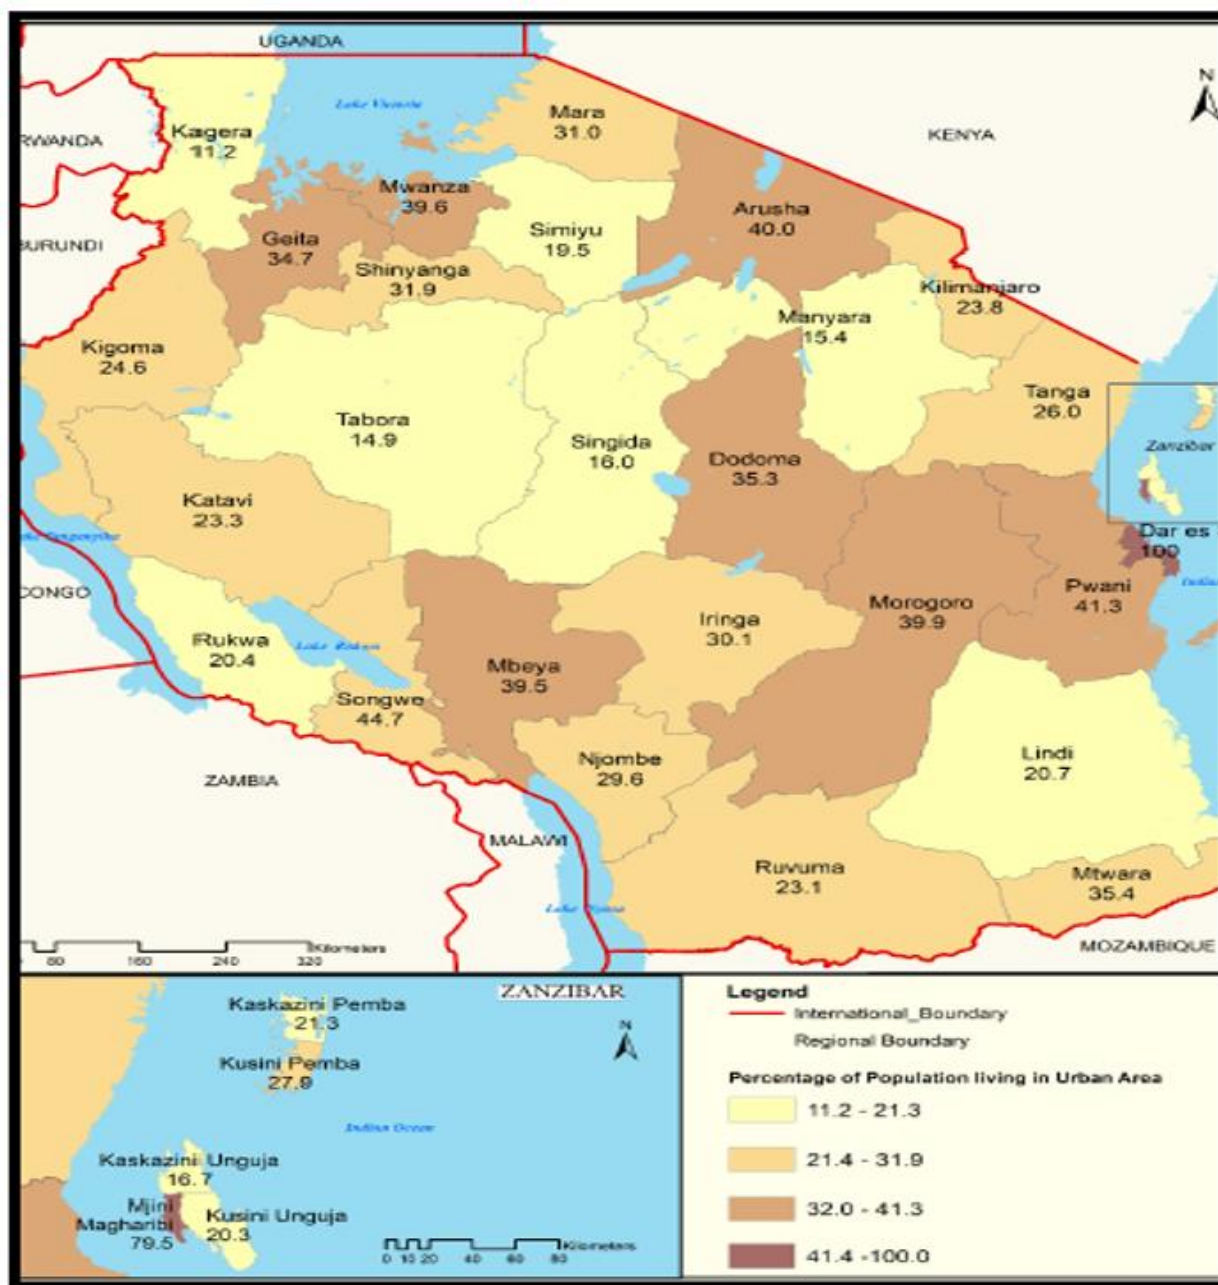 UGANDA
Lake Victoria
N
Mara
31.0
KENYA
Kagera
11.2
RWANDA
Mwanza
39.6
Arusha
40.0
Simiyu
19.5
Geita
34.7
BURUNDI
Shinyanga
31.9
Kilimanjaro
23.8
Manyara
15.4
Kigoma
24.6
Tanga
26.0
Tabora
14.9
Singida
16.0
Zanzibar
Dodoma
35.3
Katavi
23.3
Dar es
100
CONGO
Pwani
41.3
Morogoro
39.9
Iringa
30.1
Rukwa
20.4
Lake Rukwa
Mbeya
39.5
Songwe
44.7
Lindi
20.7
Njombe
29.6
ZAMBIA
MALAWI
Ruvuma
23.1
Mtwara
35.4
Lake Nyasa
MOZAMBIQUE
80 160 240 320 Kilometers
ZANZIBAR
N
Kaskazini Pemba
21.3
Kusini Pemba
27.9
Indian Ocean
Kaskazini Unguja
16.7
Mjini
Magharibi
79.5
Kusini Unguja
20.3
0 10 20 40 60 80 Kilometers
Legend
International_Boundary
Regional Boundary
Percentage of Population living in Urban Area
11.2 - 21.3
21.4 - 31.9
32.0 - 41.3
41.4 -100.0